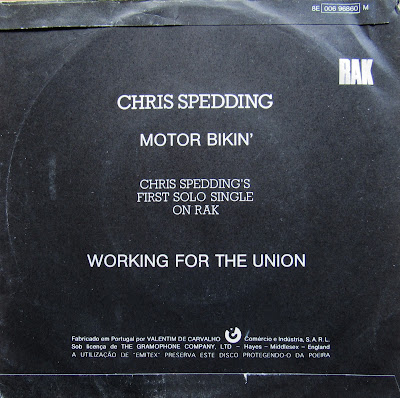 8E 006 96660 M
RAK
CHRIS SPEDDING
MOTOR BIKIN'
CHRIS SPEDDING'S
FIRST SOLO SINGLE
ON RAK
WORKING FOR THE UNION
Fabricado em Portugal por VALENTIM DE CARVALHO Comércio e Indústria, S.A.R.L.
Sob licença de THE GRAMOPHONE COMPANY, LTD – Hayes – Middlesex – England
A UTILIZAÇÃO DE "EMITEX" PRESERVA ESTE DISCO PROTEGENDO-O DA POEIRA